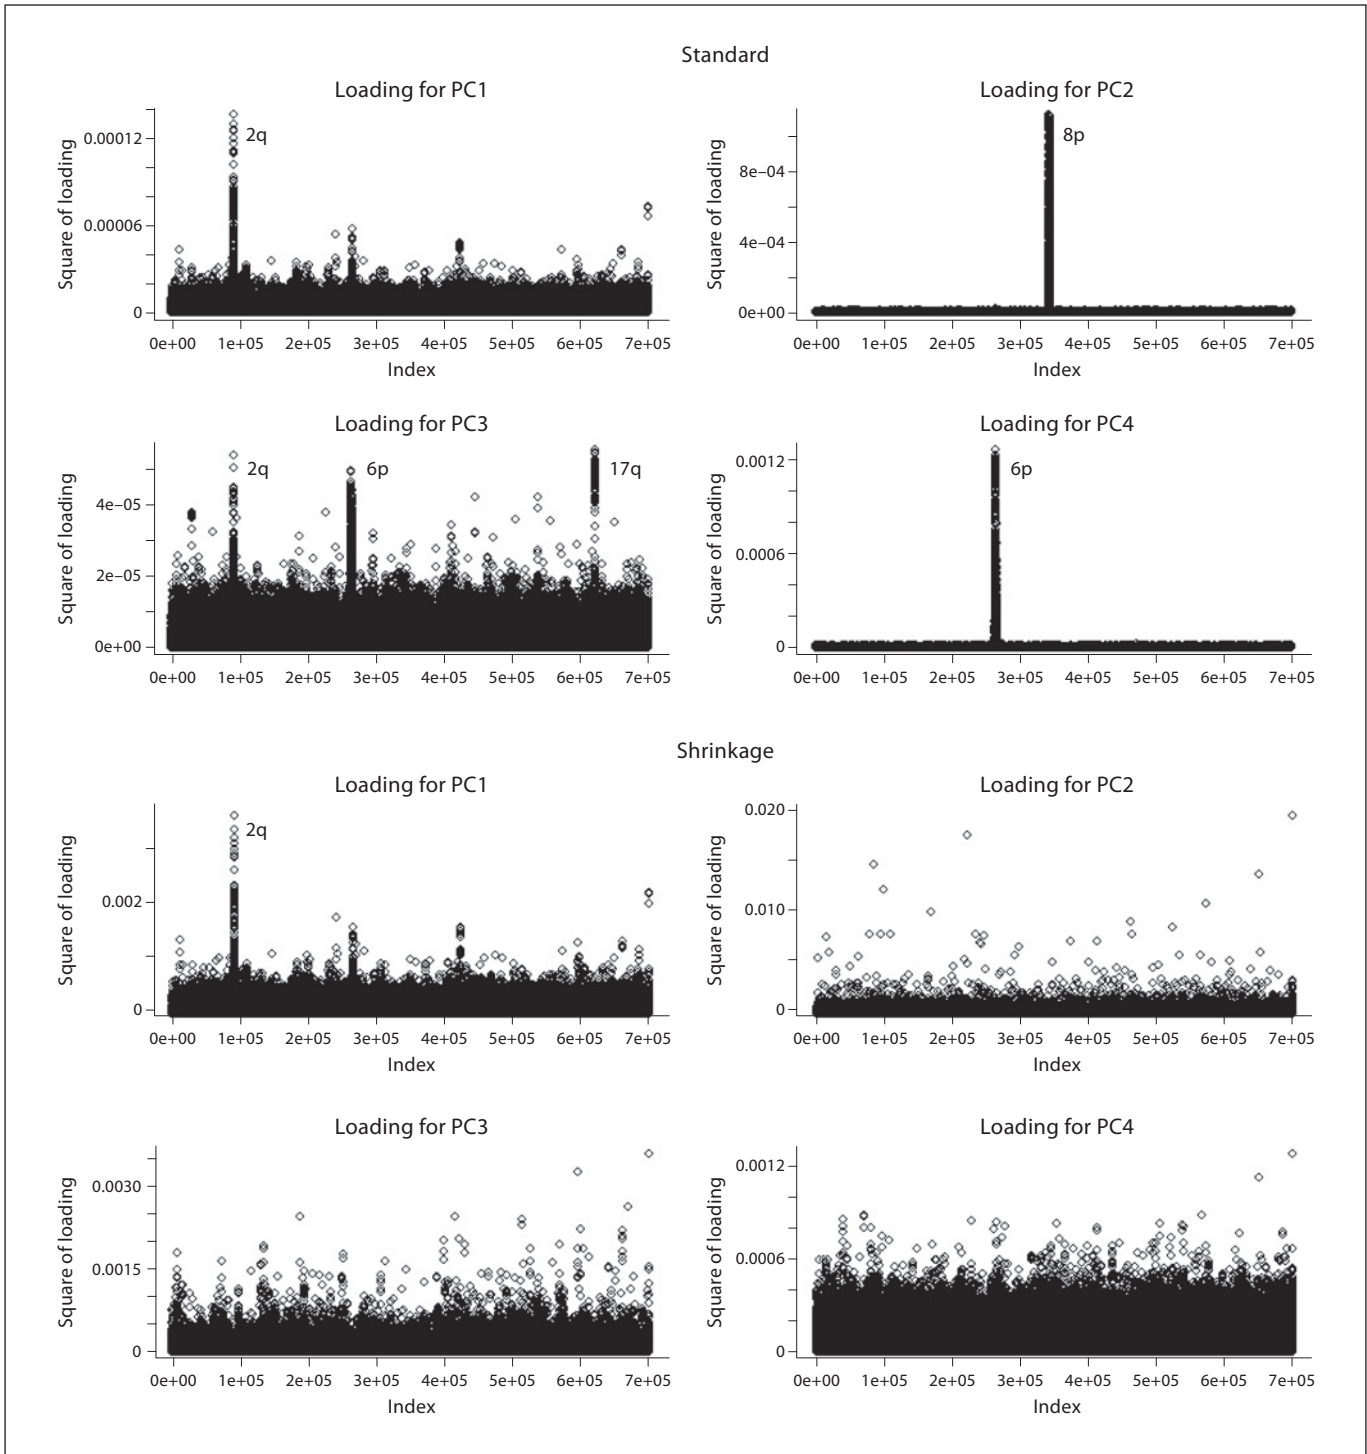 Standard
Loading for PC1
Square of loading
0.00012
0.00006
0
2q
0e+00 1e+05 2e+05 3e+05 4e+05 5e+05 6e+05 7e+05
Index
Loading for PC2
Square of loading
8e–04
4e–04
0e+00
8p
0e+00 1e+05 2e+05 3e+05 4e+05 5e+05 6e+05 7e+05
Index
Loading for PC3
Square of loading
4e–05
2e–05
0e+00
2q 6p 17q
0e+00 1e+05 2e+05 3e+05 4e+05 5e+05 6e+05 7e+05
Loading for PC4
Square of loading
0.0012
0.0006
0
6p
0e+00 1e+05 2e+05 3e+05 4e+05 5e+05 6e+05 7e+05
Shrinkage
Loading for PC1
Square of loading
0.002
0
2q
0e+00 1e+05 2e+05 3e+05 4e+05 5e+05 6e+05 7e+05
Index
Loading for PC2
Square of loading
0.020
0.010
0
0e+00 1e+05 2e+05 3e+05 4e+05 5e+05 6e+05 7e+05
Index
Loading for PC3
Square of loading
0.0030
0.0015
0
0e+00 1e+05 2e+05 3e+05 4e+05 5e+05 6e+05 7e+05
Index
Loading for PC4
Square of loading
0.0012
0.0006
0
0e+00 1e+05 2e+05 3e+05 4e+05 5e+05 6e+05 7e+05
Index